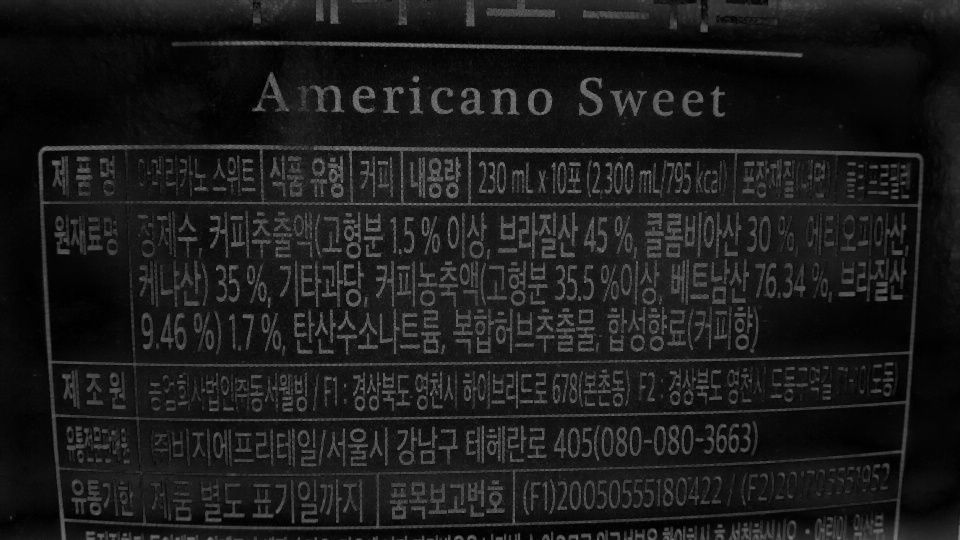 Americano Sweet
제 품 명 아메리카노 스위트 식품 유형 커피 내용량 230 mL x 10포 (2,300 mL/795 kcal) 포장재질(내면)
원재료명 정제수, 커피추출액(고형분 1.5 % 이상, 브라질산 45 %, 콜롬비아산 30 %, 에티오피아산,
케냐산) 35 %, 기타과당, 커피농축액(고형분 35.5 %이상, 베트남산 76.34 %, 브라질산
9.46 %) 1.7 %, 탄산수소나트륨, 복합허브추출물, 합성향료(커피향)
제 조 원 농업회사법인㈜동서웰빙 / F1 : 경상북도 영천시 하이브리드로 678(본촌동) F2 : 경상북도 영천시
유통전문판매원 ㈜비지에프리테일/서울시 강남구 테헤란로 405(080-080-3663)
유통기한 제품 별도 표기일까지 품목보고번호 (F1)20050555180422 /